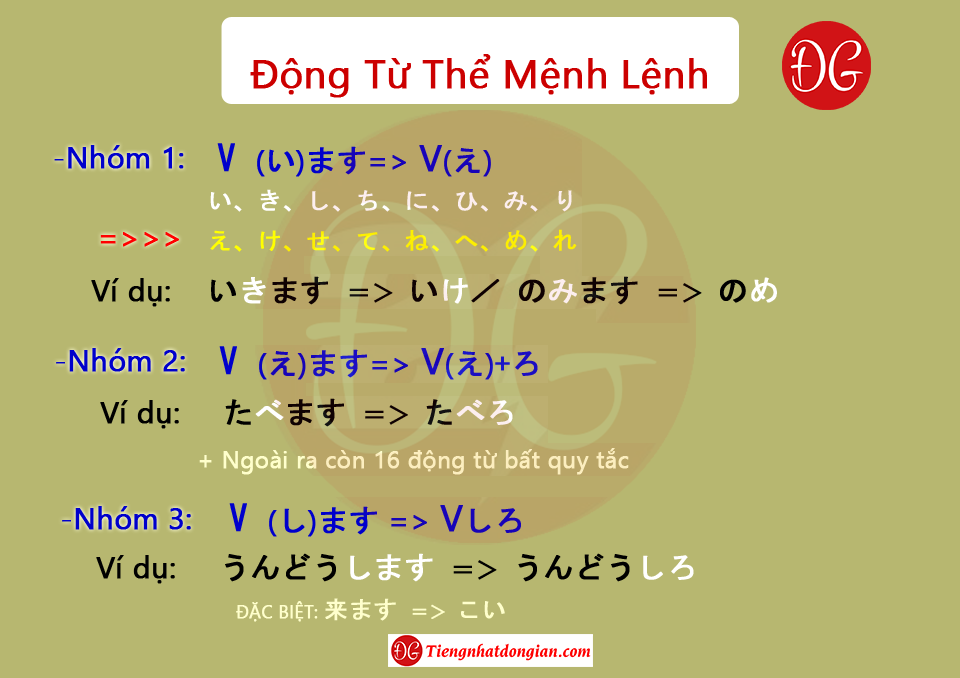 Động Từ Thể Mệnh Lệnh
ĐG
-Nhóm 1: V (い)ます=> V(え)
い、き、し、ち、に、ひ、み、り
=>>> え、け、せ、て、ね、へ、め、れ
Ví dụ: いきます => いけ／ のみます => のめ
-Nhóm 2: V (え)ます=> V(え)+ろ
Ví dụ: たべます => たべろ
+ Ngoài ra còn 16 động từ bất quy tắc
-Nhóm 3: V (し)ます => Vしろ
Ví dụ: うんどうします => うんどうしろ
ĐẶC BIỆT: 来ます => こい
ĐG Tiengnhatdongian.com